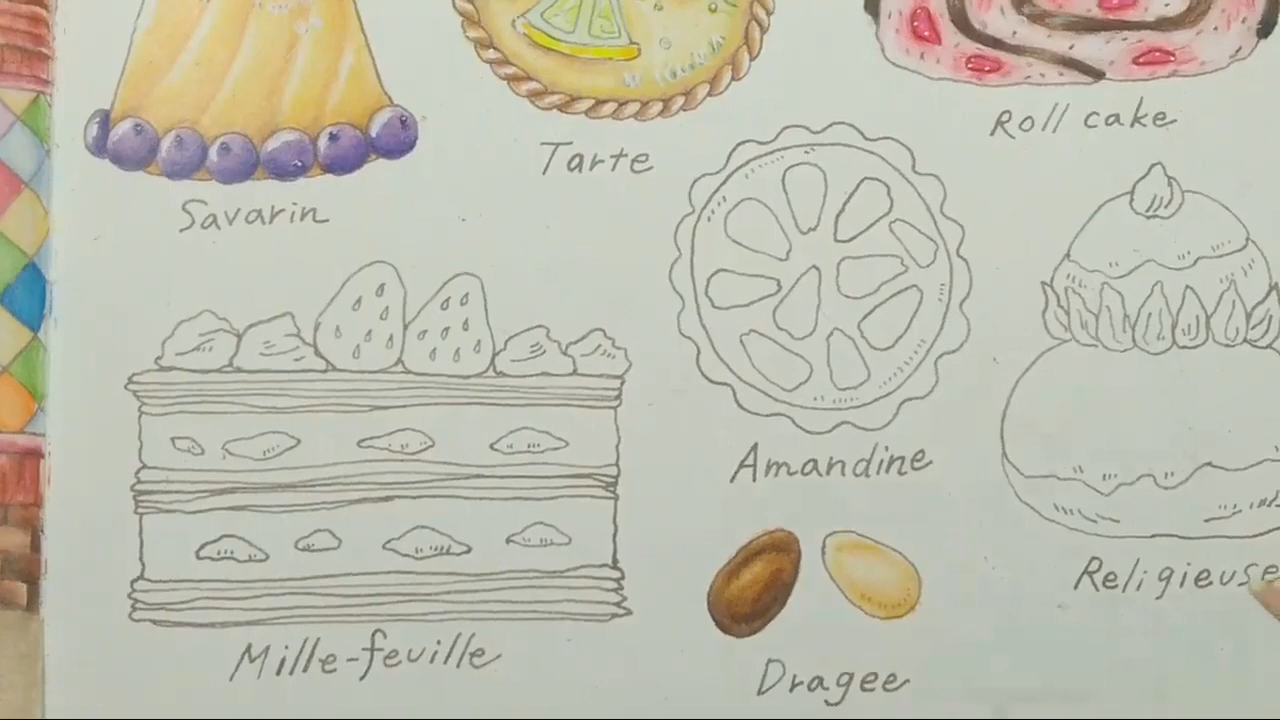 Savarin
Tarte
Roll cake
Mille-feuille
Amandine
Dragee
Religieuse